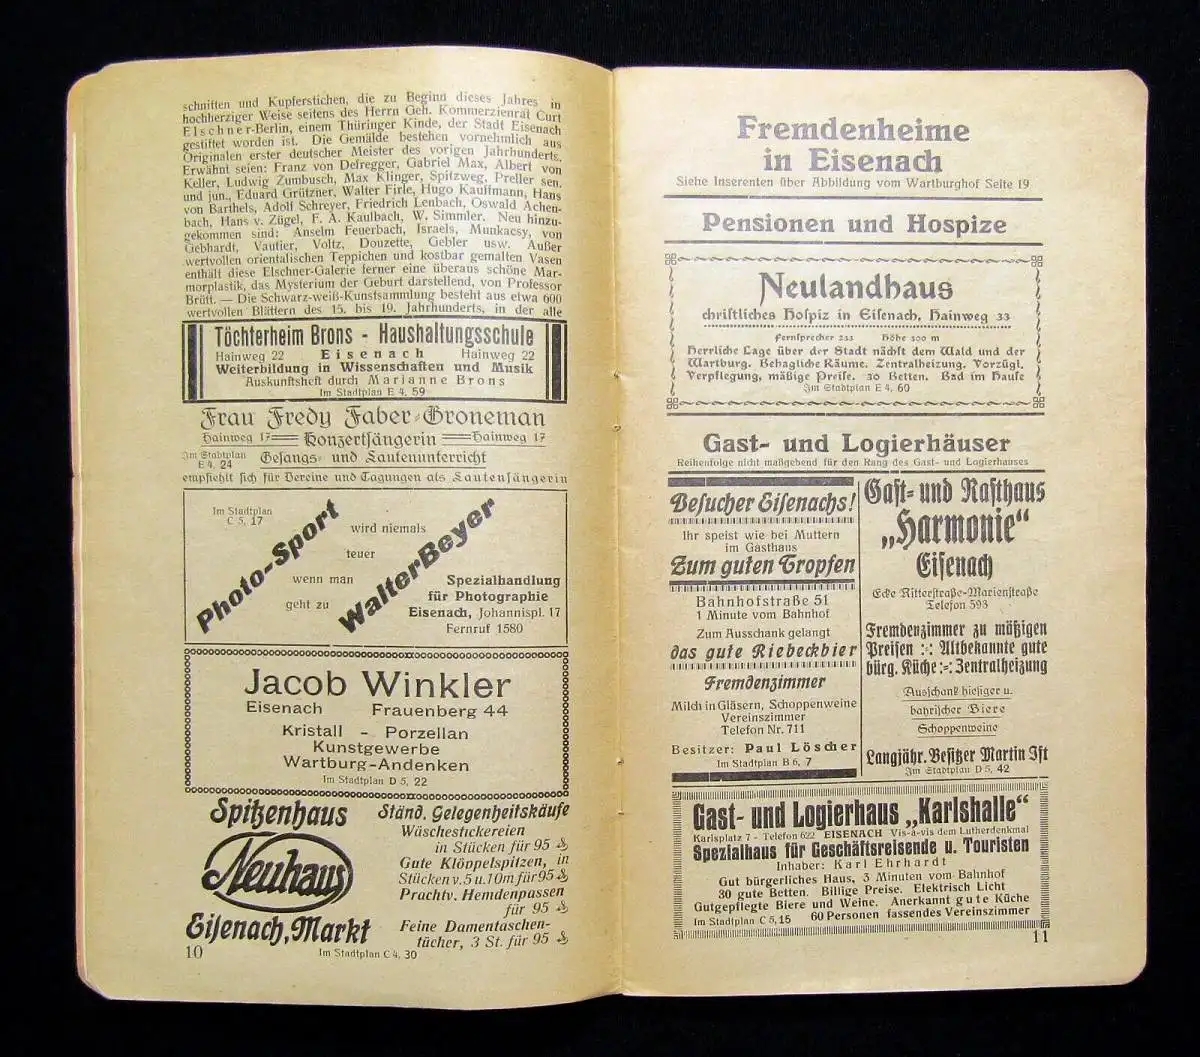 schnitten und Kupferstichen, die zu Beginn dieses Jahres in
hochherziger Weise seitens des Herrn Geh. Kommerzienrat Curt
Elschner-Berlin, einem Thüringer Kinde, der Stadt Eisenach
gestiftet worden ist. Die Gemälde bestehen vornehmlich aus
Originalen erster deutscher Meister des vorigen Jahrhunderts.
Erwähnt seien: Franz von Defregger, Gabriel Max, Albert von
Keller, Ludwig Zumbusch, Max Klinger, Spitzweg, Preller sen.
und jun., Eduard Grützner, Walter Firle, Hugo Kauffmann, Hans
von Barthels, Adolf Schreyer, Friedrich Lenbach, Oswald Achen-
bach, Hans v. Zügel, F. A. Kaulbach, W. Simmler. Neu hinzu-
gekommen sind: Anselm Feuerbach, Israels, Munkacsy, von
Gebhardt, Vautier, Voltz, Douzette, Gebler usw. Außer
wertvollen orientalischen Teppichen und kostbar gemalten Vasen
enthält diese Elschner-Galerie ferner eine überaus schöne Mar-
morplastik, das Mysterium der Geburt darstellend, von Professor
Brütt. — Die Schwarz-weiß-Kunstsammlung besteht aus etwa 600
wertvollen Blättern des 15. bis 19. Jahrhunderts, in der alle
Töchterheim Brons - Haushaltungsschule
Hainweg 22 Eisenach Hainweg 22
Weiterbildung in Wissenschaften und Musik
Auskunftsheft durch Marianne Brons
Im Stadtplan E 4, 59
Frau Fredy Faber-Groneman
Hainweg 17 Konzertsängerin Hainweg 17
Im Stadtplan
E 4, 24 Gesangs- und Lautenunterricht
empfiehlt sich für Vereine und Tagungen als Lautensängerin
Im Stadtplan
C 5, 17
Photo-Sport
wird niemals
teuer
wenn man
geht zu
Walter Beyer
Spezialhandlung
für Photographie
Eisenach, Johannispl. 17
Fernruf 1580
Jacob Winkler
Eisenach Frauenberg 44
Kristall - Porzellan
Kunstgewerbe
Wartburg-Andenken
Im Stadtplan D 5, 22
Spitzenhaus
Neuhaus
Eisenach, Markt
Ständ. Gelegenheitskäufe
Wäschestickereien
in Stücken für 95 ₰
Gute Klöppelspitzen, in
Stücken v. 5 u. 10 m für 95 ₰
Prachtv. Hemdenpassen
für 95 ₰
Feine Damentaschen-
tücher, 3 St. für 95 ₰
Im Stadtplan C 4, 30
10
Fremdenheime
in Eisenach
Siehe Inserenten über Abbildung vom Wartburghof Seite 19
Pensionen und Hospize
Neulandhaus
christliches Hospiz in Eisenach, Hainweg 33
Fernsprecher 233 Höhe 300 m
Herrliche Lage über der Stadt nächst dem Wald und der
Wartburg. Behagliche Räume. Zentralheizung. Vorzügl.
Verpflegung, mäßige Preise. 30 Betten. Bad im Hause
Im Stadtplan E 4, 60
Gast- und Logierhäuser
Reihenfolge nicht maßgebend für den Rang des Gast- und Logierhauses
Besucher Eisenachs!
Ihr speist wie bei Muttern
im Gasthaus
Zum guten Tropfen
Bahnhofstraße 51
1 Minute vom Bahnhof
Zum Ausschank gelangt
das gute Riebeckbier
Fremdenzimmer
Milch in Gläsern, Schoppenweine
Vereinszimmer
Telefon Nr. 711
Besitzer: Paul Löscher
Im Stadtplan B 6, 7
Gast- und Rasthaus
„Harmonie“
Eisenach
Ecke Ritterstraße-Marienstraße
Telefon 593
Fremdenzimmer zu mäßigen
Preisen :-: Altbekannte gute
bürg. Küche :-: Zentralheizung
Ausschank hiesiger u.
bayrischer Biere
Schoppenweine
Langjähr. Besitzer Martin Ist
Im Stadtplan D 5, 42
Gast- und Logierhaus „Karlshalle“
Karlsplatz 7 - Telefon 622 EISENACH Vis-à-vis dem Lutherdenkmal
Spezialhaus für Geschäftsreisende u. Touristen
Inhaber: Karl Ehrhardt
Gut bürgerliches Haus, 3 Minuten vom Bahnhof
30 gute Betten. Billige Preise. Elektrisch Licht
Gutgepflegte Biere und Weine. Anerkannt gute Küche
Im Stadtplan C 5, 15 60 Personen fassendes Vereinszimmer
11